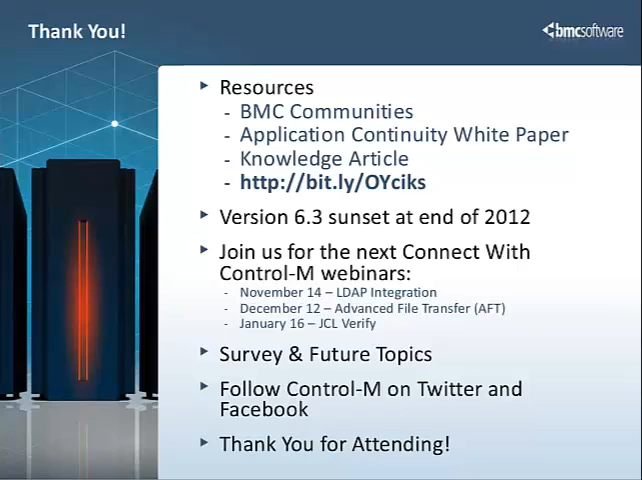 Thank You!
bmcsoftware
Resources
- BMC Communities
- Application Continuity White Paper
- Knowledge Article
- http://bit.ly/OYciks
Version 6.3 sunset at end of 2012
Join us for the next Connect With
Control-M webinars:
- November 14 – LDAP Integration
- December 12 – Advanced File Transfer (AFT)
- January 16 – JCL Verify
Survey & Future Topics
Follow Control-M on Twitter and
Facebook
Thank You for Attending!